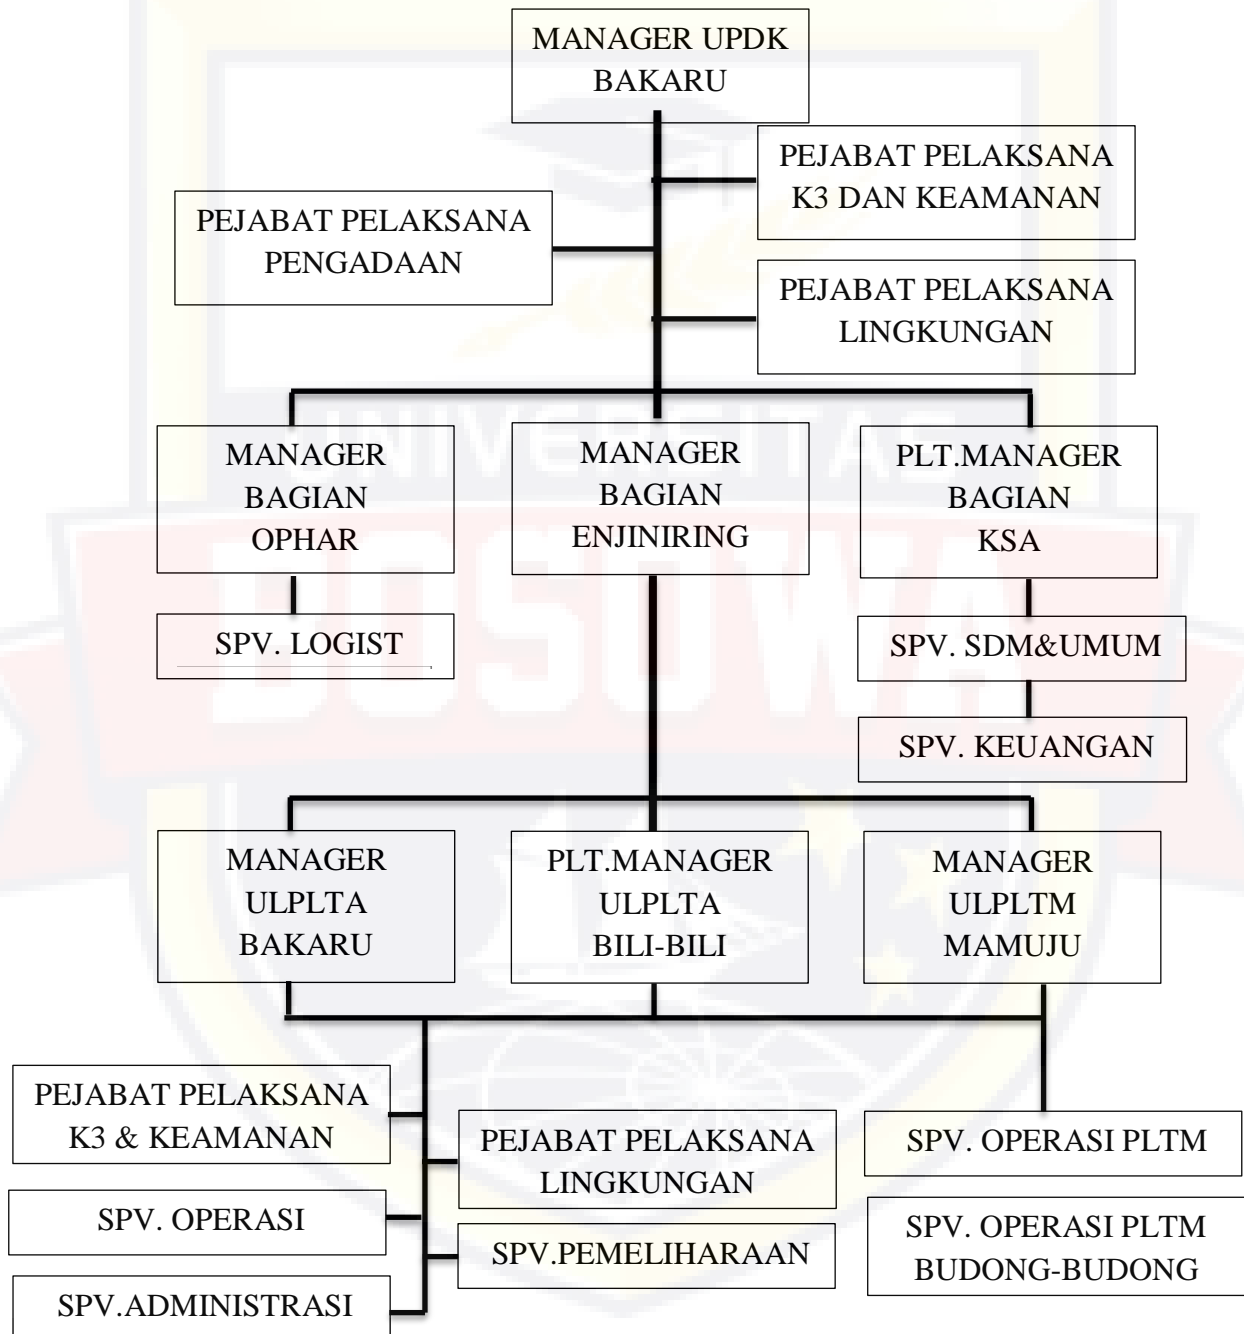 MANAGER UPDK
BAKARU
PEJABAT PELAKSANA
K3 DAN KEAMANAN
PEJABAT PELAKSANA
PENGADAAN
PEJABAT PELAKSANA
LINGKUNGAN
MANAGER
BAGIAN
OPHAR
MANAGER
BAGIAN
ENJINIRING
PLT.MANAGER
BAGIAN
KSA
SPV. LOGIST
SPV. SDM&UMUM
SPV. KEUANGAN
MANAGER
ULPLTA
BAKARU
PLT.MANAGER
ULPLTA
BILI-BILI
MANAGER
ULPLTM
MAMUJU
PEJABAT PELAKSANA
K3 & KEAMANAN
PEJABAT PELAKSANA
LINGKUNGAN
SPV. OPERASI PLTM
SPV. OPERASI
SPV.PEMELIHARAAN
SPV. OPERASI PLTM
BUDONG-BUDONG
SPV.ADMINISTRASI
UNIVERSITAS
BOSOWA